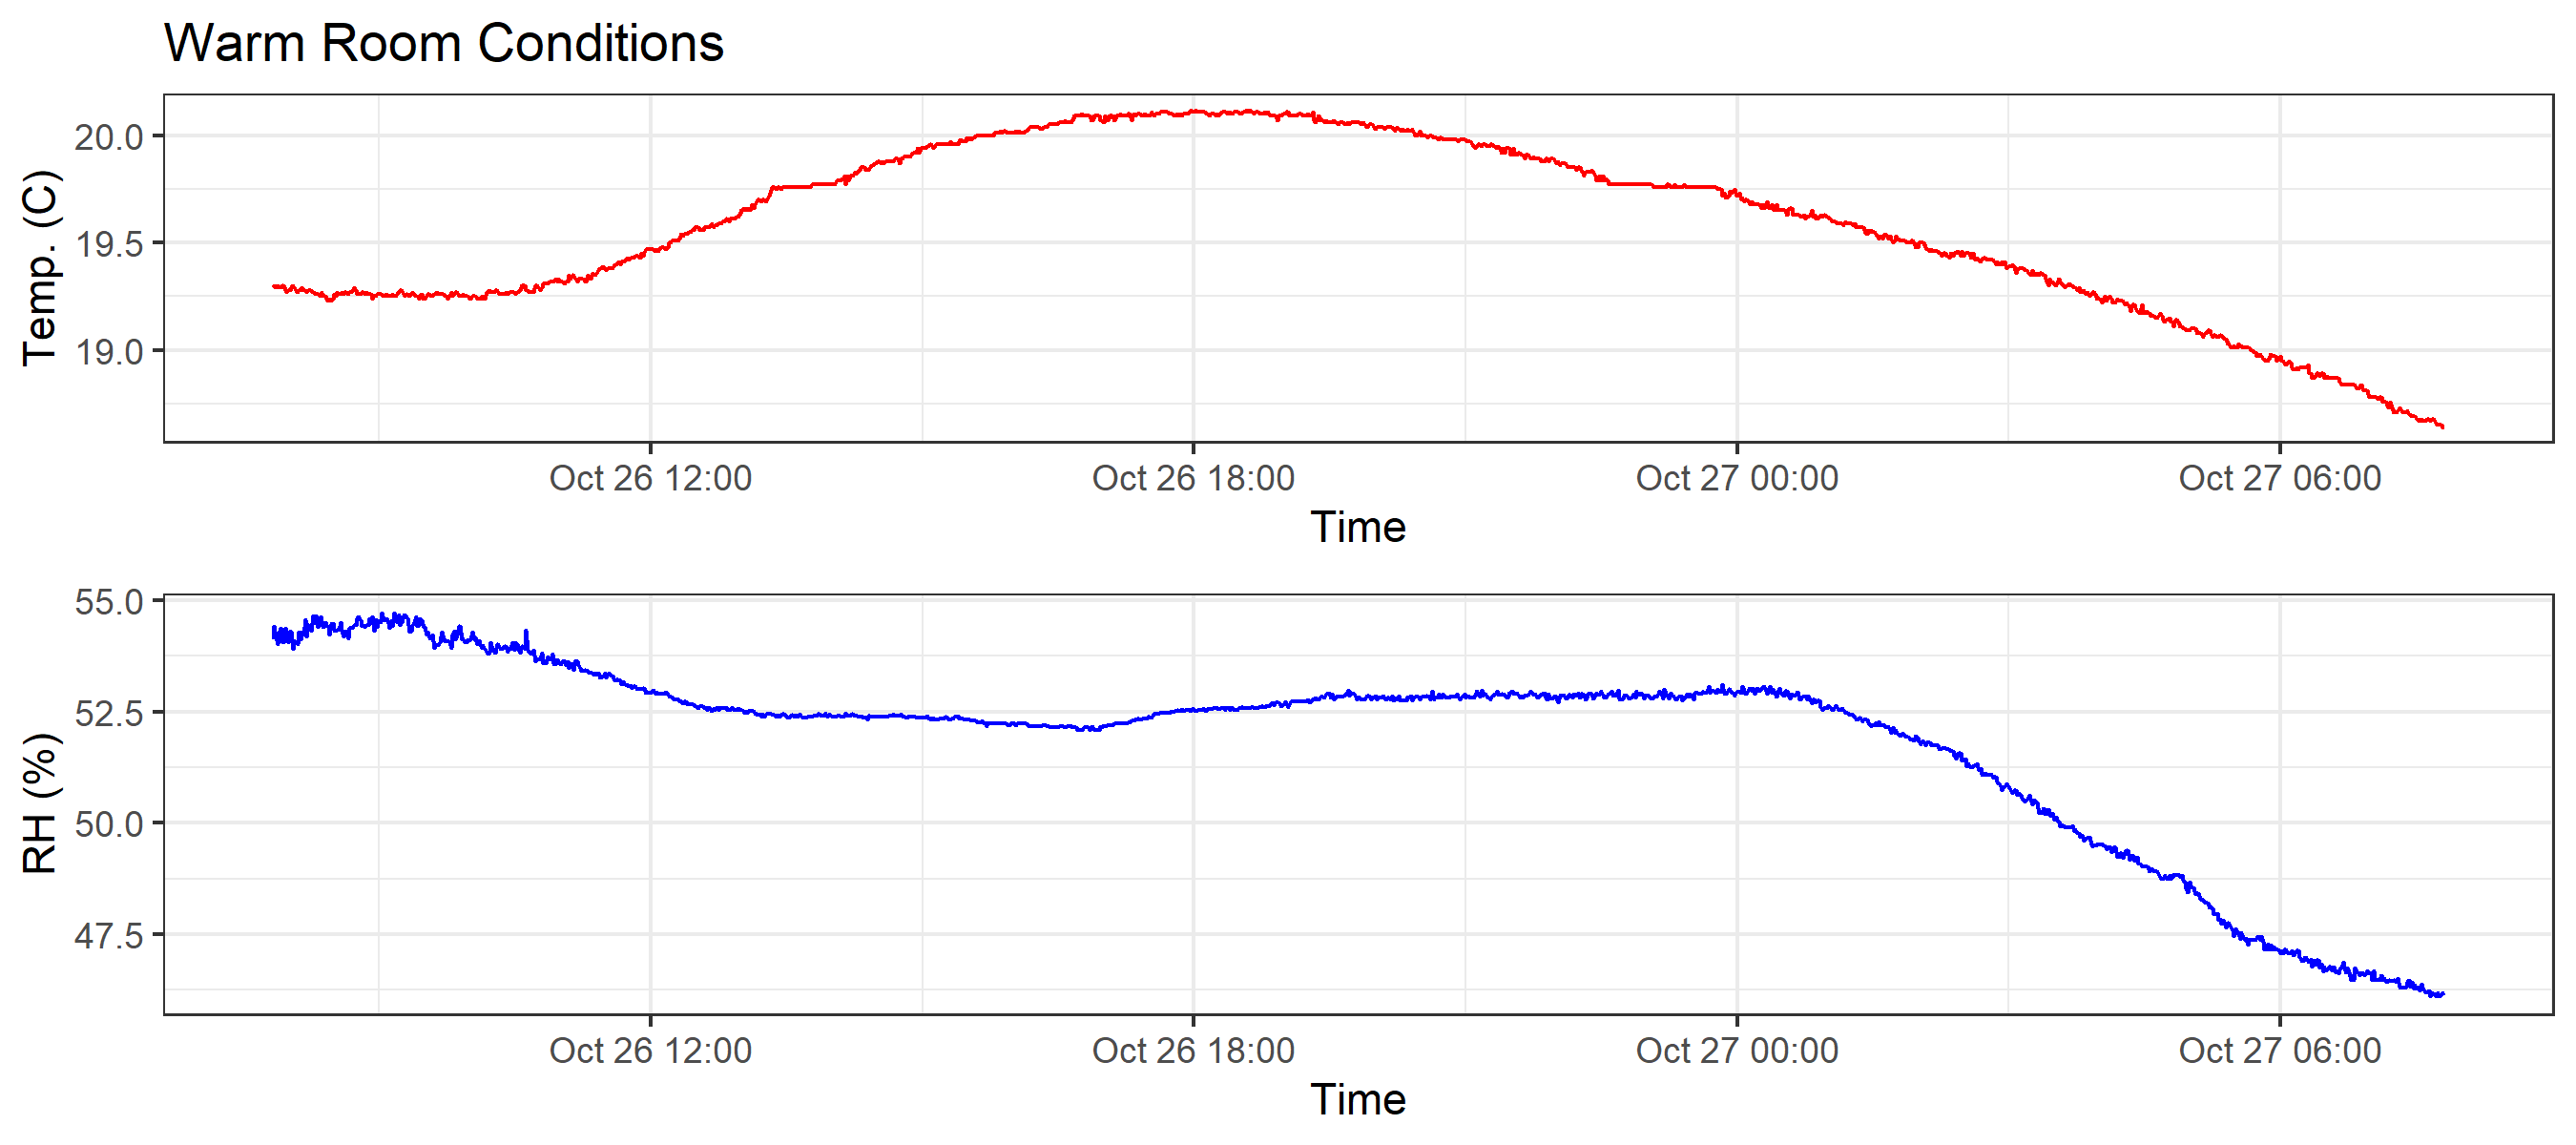 Warm Room Conditions
Temp. (C)
20.0
19.5
19.0
Oct 26 12:00 Oct 26 18:00 Oct 27 00:00 Oct 27 06:00
Time
RH (%)
55.0
52.5
50.0
47.5
Oct 26 12:00 Oct 26 18:00 Oct 27 00:00 Oct 27 06:00
Time